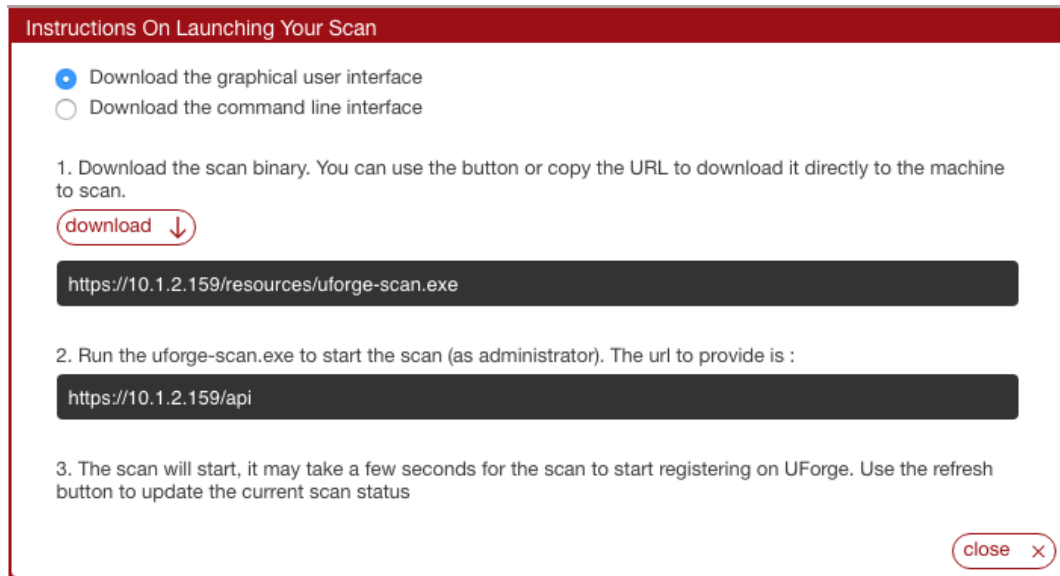 Instructions On Launching Your Scan
Download the graphical user interface
Download the command line interface
1. Download the scan binary. You can use the button or copy the URL to download it directly to the machine
to scan.
download
https://10.1.2.159/resources/uforge-scan.exe
2. Run the uforge-scan.exe to start the scan (as administrator). The url to provide is :
https://10.1.2.159/api
3. The scan will start, it may take a few seconds for the scan to start registering on UForge. Use the refresh
button to update the current scan status
close